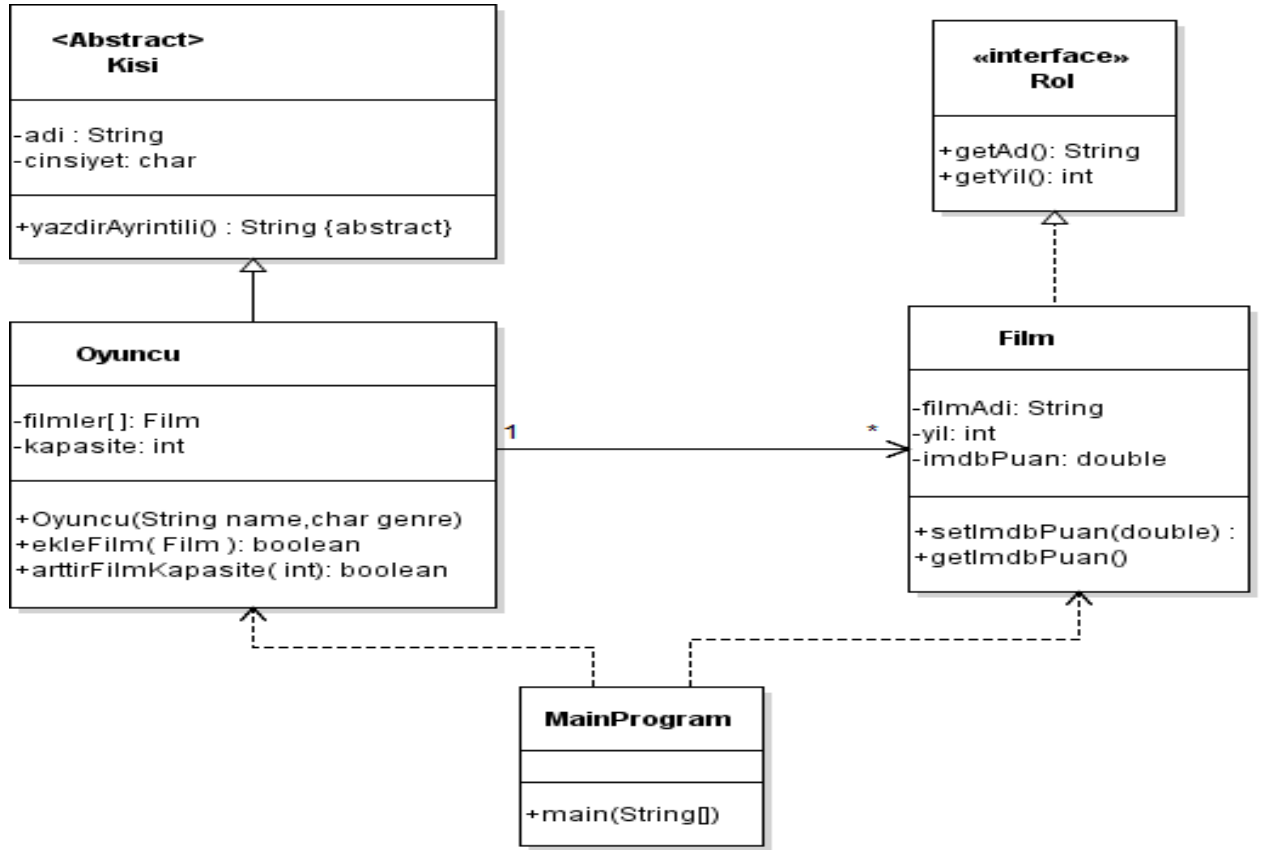 <Abstract>
Kisi
-adi : String
-cinsiyet: char
+yazdirAyrintili() : String {abstract}
«interface»
Rol
+getAd(): String
+getYil(): int
Oyuncu
-filmler[ ]: Film
-kapasite: int
+Oyuncu(String name,char genre)
+ekleFilm( Film ): boolean
+arttirFilmKapasite( int): boolean
1
*
Film
-filmAdi: String
-yil: int
-imdbPuan: double
+setImdbPuan(double) :
+getImdbPuan()
MainProgram
+main(String[])